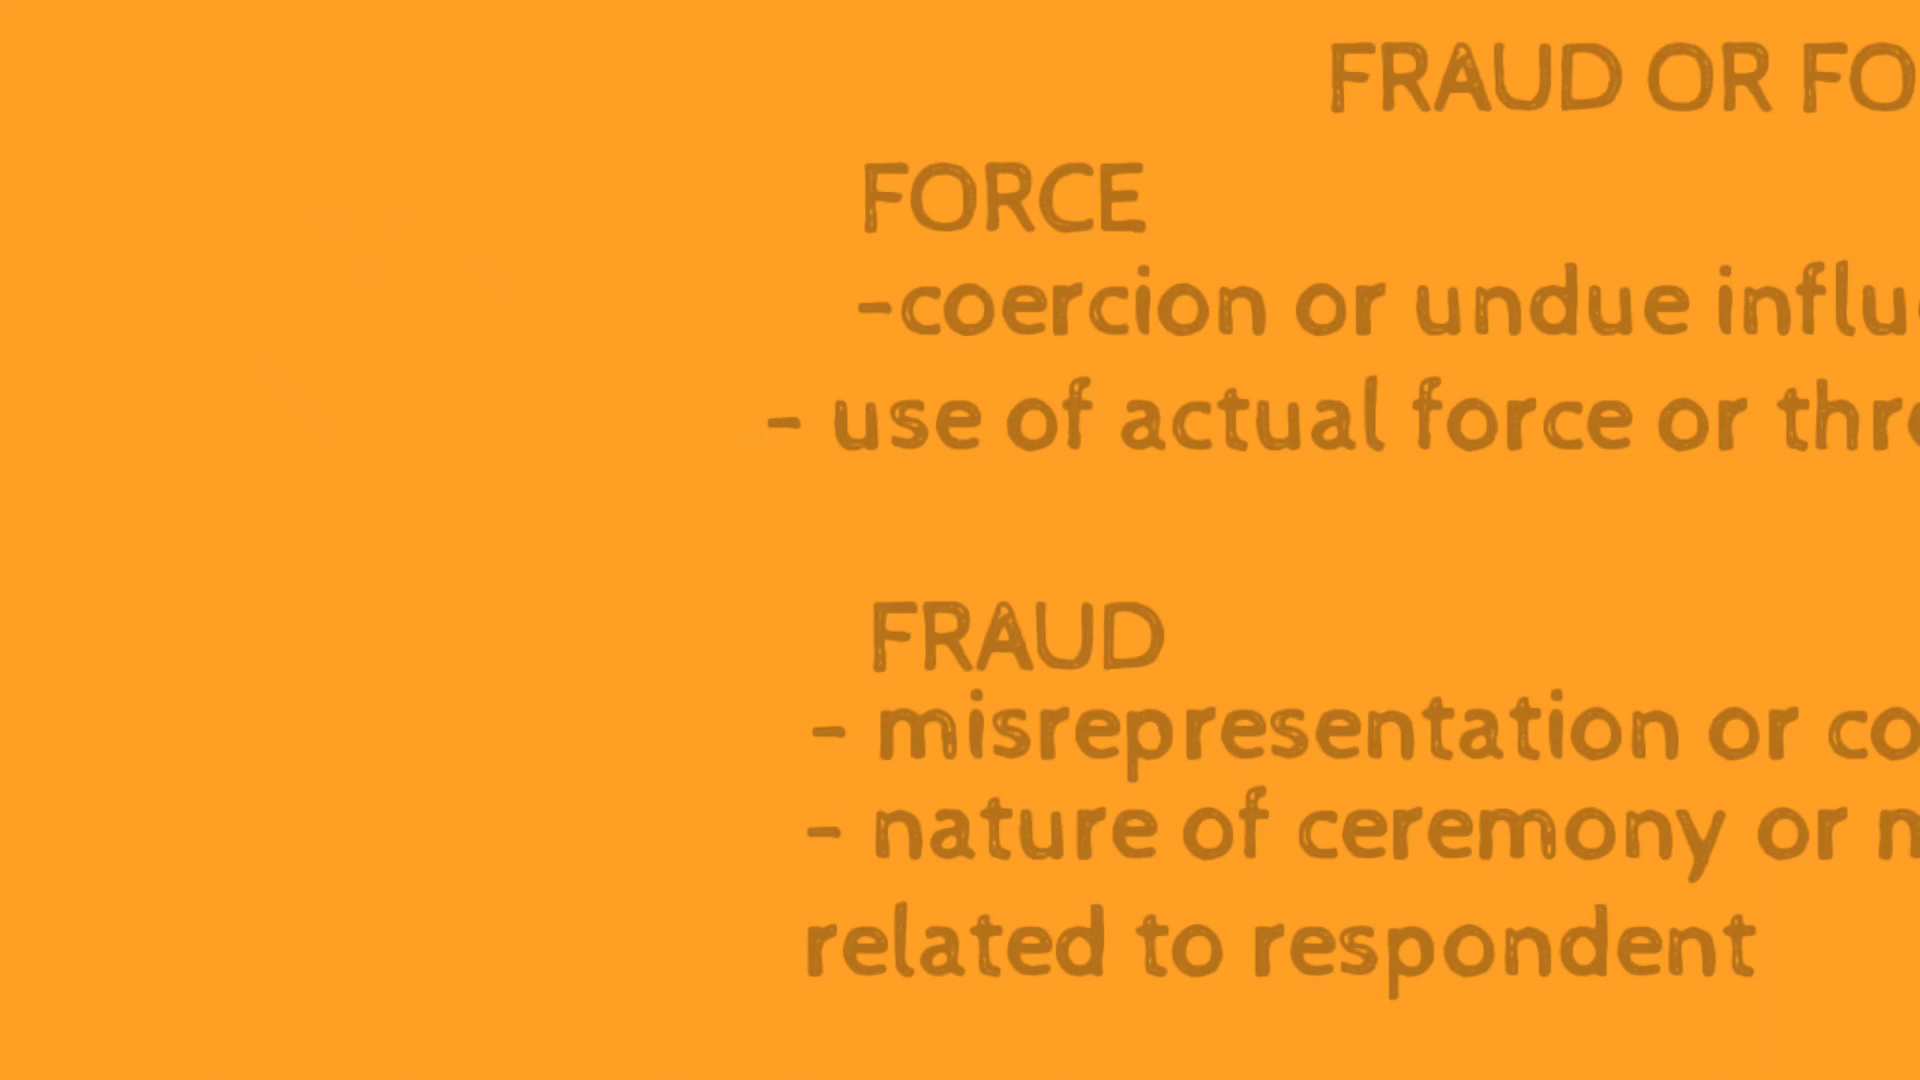 FRAUD OR FO
FORCE
-coercion or undue influ
- use of actual force or thre
FRAUD
- misrepresentation or co
- nature of ceremony or m
related to respondent